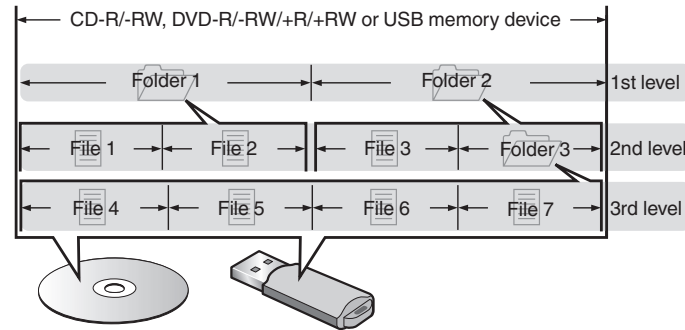 CD-R/-RW, DVD-R/-RW/+R/+RW or USB memory device
Folder 1 Folder 2 1st level
File 1 File 2 File 3 Folder 3 2nd level
File 4 File 5 File 6 File 7 3rd level